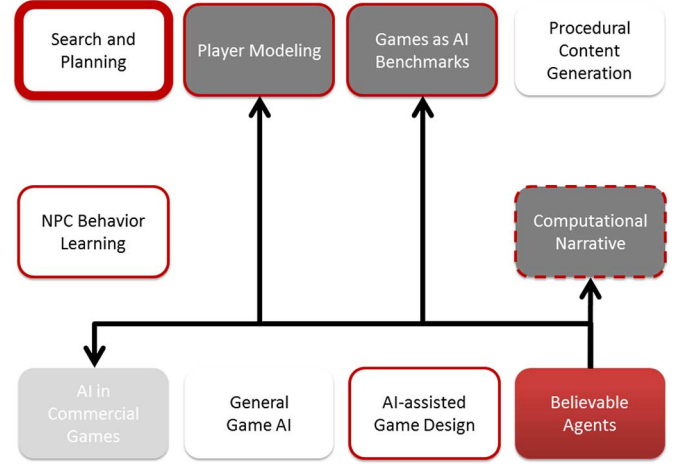 Search and
Planning
Player Modeling
Games as AI
Benchmarks
Procedural
Content
Generation
NPC Behavior
Learning
Computational
Narrative
AI in
Commercial
Games
General
Game AI
AI-assisted
Game Design
Believable
Agents